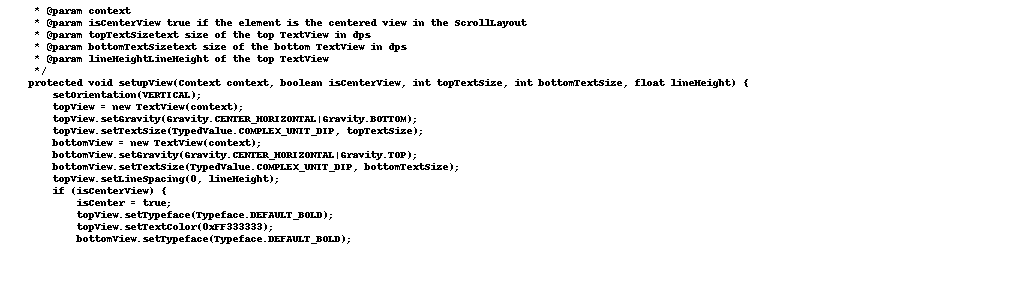 * @param context
     * @param isCenterView true if the element is the centered view in the ScrollLayout
     * @param topTextSizetext size of the top TextView in dps
     * @param bottomTextSizetext size of the bottom TextView in dps
     * @param lineHeightLineHeight of the top TextView
     */
    protected void setupView(Context context, boolean isCenterView, int topTextSize, int bottomTextSize, float lineHeight) {
        setOrientation(VERTICAL);
        topView = new TextView(context);
        topView.setGravity(Gravity.CENTER_HORIZONTAL|Gravity.BOTTOM);
        topView.setTextSize(TypedValue.COMPLEX_UNIT_DIP, topTextSize);
        bottomView = new TextView(context);
        bottomView.setGravity(Gravity.CENTER_HORIZONTAL|Gravity.TOP);
        bottomView.setTextSize(TypedValue.COMPLEX_UNIT_DIP, bottomTextSize);
        topView.setLineSpacing(0, lineHeight);
        if (isCenterView) {
            isCenter = true;
            topView.setTypeface(Typeface.DEFAULT_BOLD);
            topView.setTextColor(0xFF333333);
            bottomView.setTypeface(Typeface.DEFAULT_BOLD);